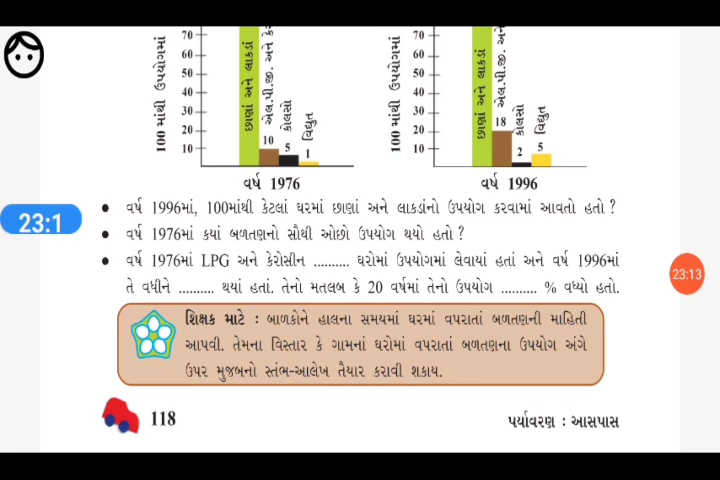 70
60
50
40
30
20
10
100 માંથી ઉપયોગમાં
છાણાં અને લાકડાં
એલ.પી.જી. અને કે
કોલસો
વિદ્યુત
10
5
1
વર્ષ 1976
70
60
50
40
30
20
10
100 માંથી ઉપયોગમાં
છાણાં અને લાકડાં
એલ.પી.જી. અને
કોલસો
વિદ્યુત
18
2
5
વર્ષ 1996
• વર્ષ 1996માં, 100માંથી કેટલાં ઘરમાં છાણાં અને લાકડાંનો ઉપયોગ કરવામાં આવતો હતો ?
• વર્ષ 1976માં કયાં બળતણનો સૌથી ઓછો ઉપયોગ થયો હતો ?
• વર્ષ 1976માં LPG અને કેરોસીન .......... ઘરોમાં ઉપયોગમાં લેવાયાં હતાં અને વર્ષ 1996માં
તે વધીને .......... થયાં હતાં. તેનો મતલબ કે 20 વર્ષમાં તેનો ઉપયોગ .......... % વધ્યો હતો.
23:1
23:13
શિક્ષક માટે : બાળકોને હાલના સમયમાં ઘરમાં વપરાતાં બળતણની માહિતી
આપવી. તેમના વિસ્તાર કે ગામનાં ઘરોમાં વપરાતાં બળતણના ઉપયોગ અંગે
ઉપર મુજબનો સ્તંભ-આલેખ તૈયાર કરાવી શકાય.
118
પર્યાવરણ : આસપાસ